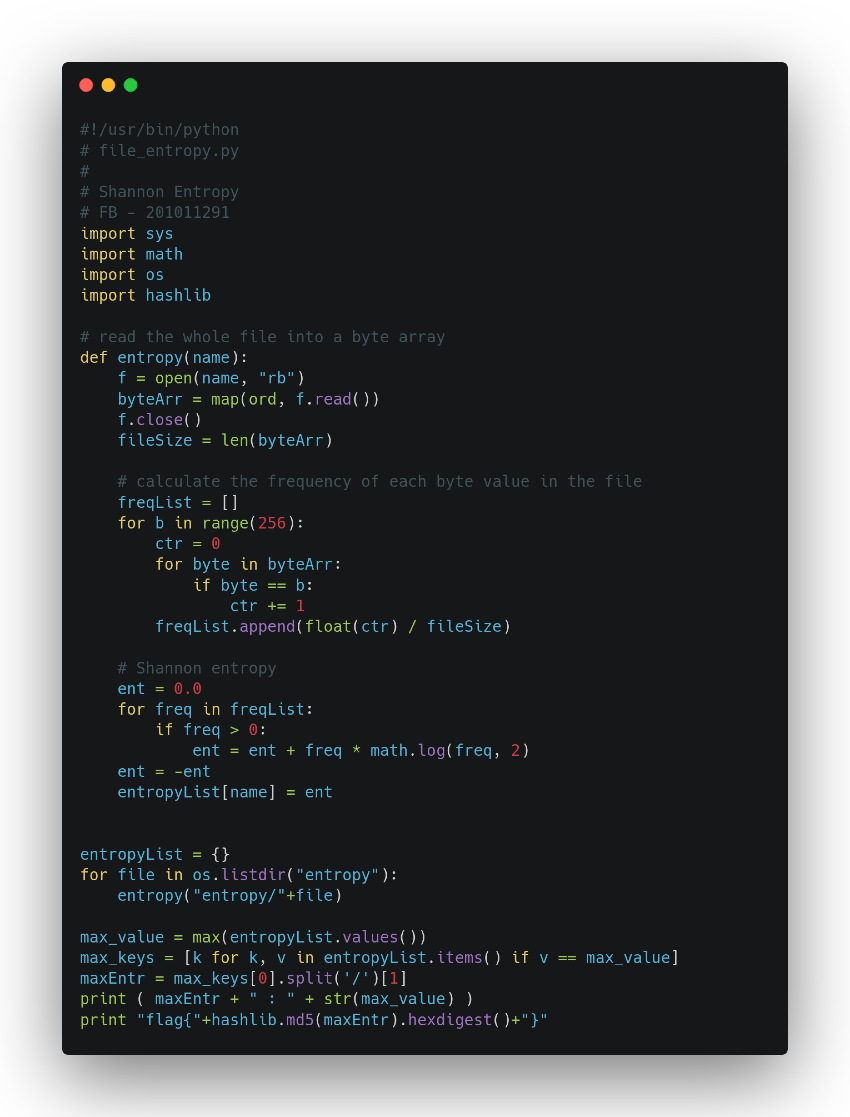 #!/usr/bin/python
# file_entropy.py
#
# Shannon Entropy
# FB - 201011291
import sys
import math
import os
import hashlib

# read the whole file into a byte array
def entropy(name):
    f = open(name, "rb")
    byteArr = map(ord, f.read())
    f.close()
    fileSize = len(byteArr)

    # calculate the frequency of each byte value in the file
    freqList = []
    for b in range(256):
        ctr = 0
        for byte in byteArr:
            if byte == b:
                ctr += 1
        freqList.append(float(ctr) / fileSize)

    # Shannon entropy
    ent = 0.0
    for freq in freqList:
        if freq > 0:
            ent = ent + freq * math.log(freq, 2)
    ent = -ent
    entropyList[name] = ent


entropyList = {}
for file in os.listdir("entropy"):
    entropy("entropy/"+file)

max_value = max(entropyList.values())
max_keys = [k for k, v in entropyList.items() if v == max_value]
maxEntr = max_keys[0].split('/')[1]
print ( maxEntr + " : " + str(max_value) )
print "flag{"+hashlib.md5(maxEntr).hexdigest()+"}"